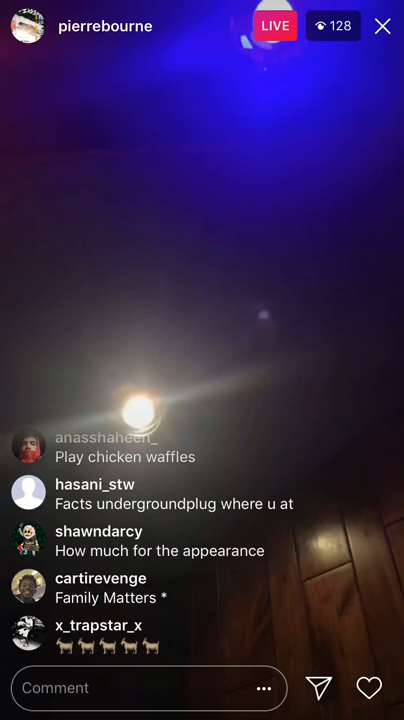 pierrebourne
LIVE
128
anasshaheen_
Play chicken waffles
hasani_stw
Facts undergroundplug where u at
shawndarcy
How much for the appearance
cartirevenge
Family Matters *
x_trapstar_x
🐐🐐🐐🐐🐐
Comment